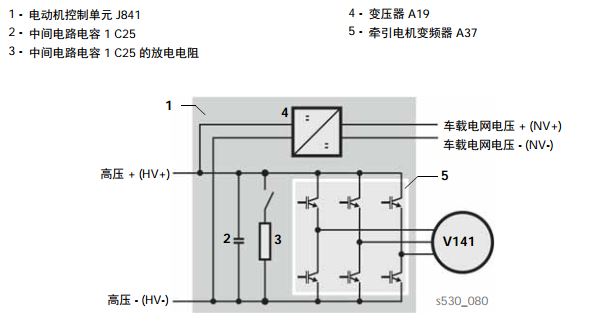 1 - 电动机控制单元 J841
2 - 中间电路电容 1 C25
3 - 中间电路电容 1 C25 的放电电阻
4 - 变压器 A19
5 - 牵引电机变频器 A37
1
4
车载电网电压 + (NV+)
车载电网电压 - (NV-)
高压 + (HV+)
5
2
3
V141
高压 - (HV-)
s530_080